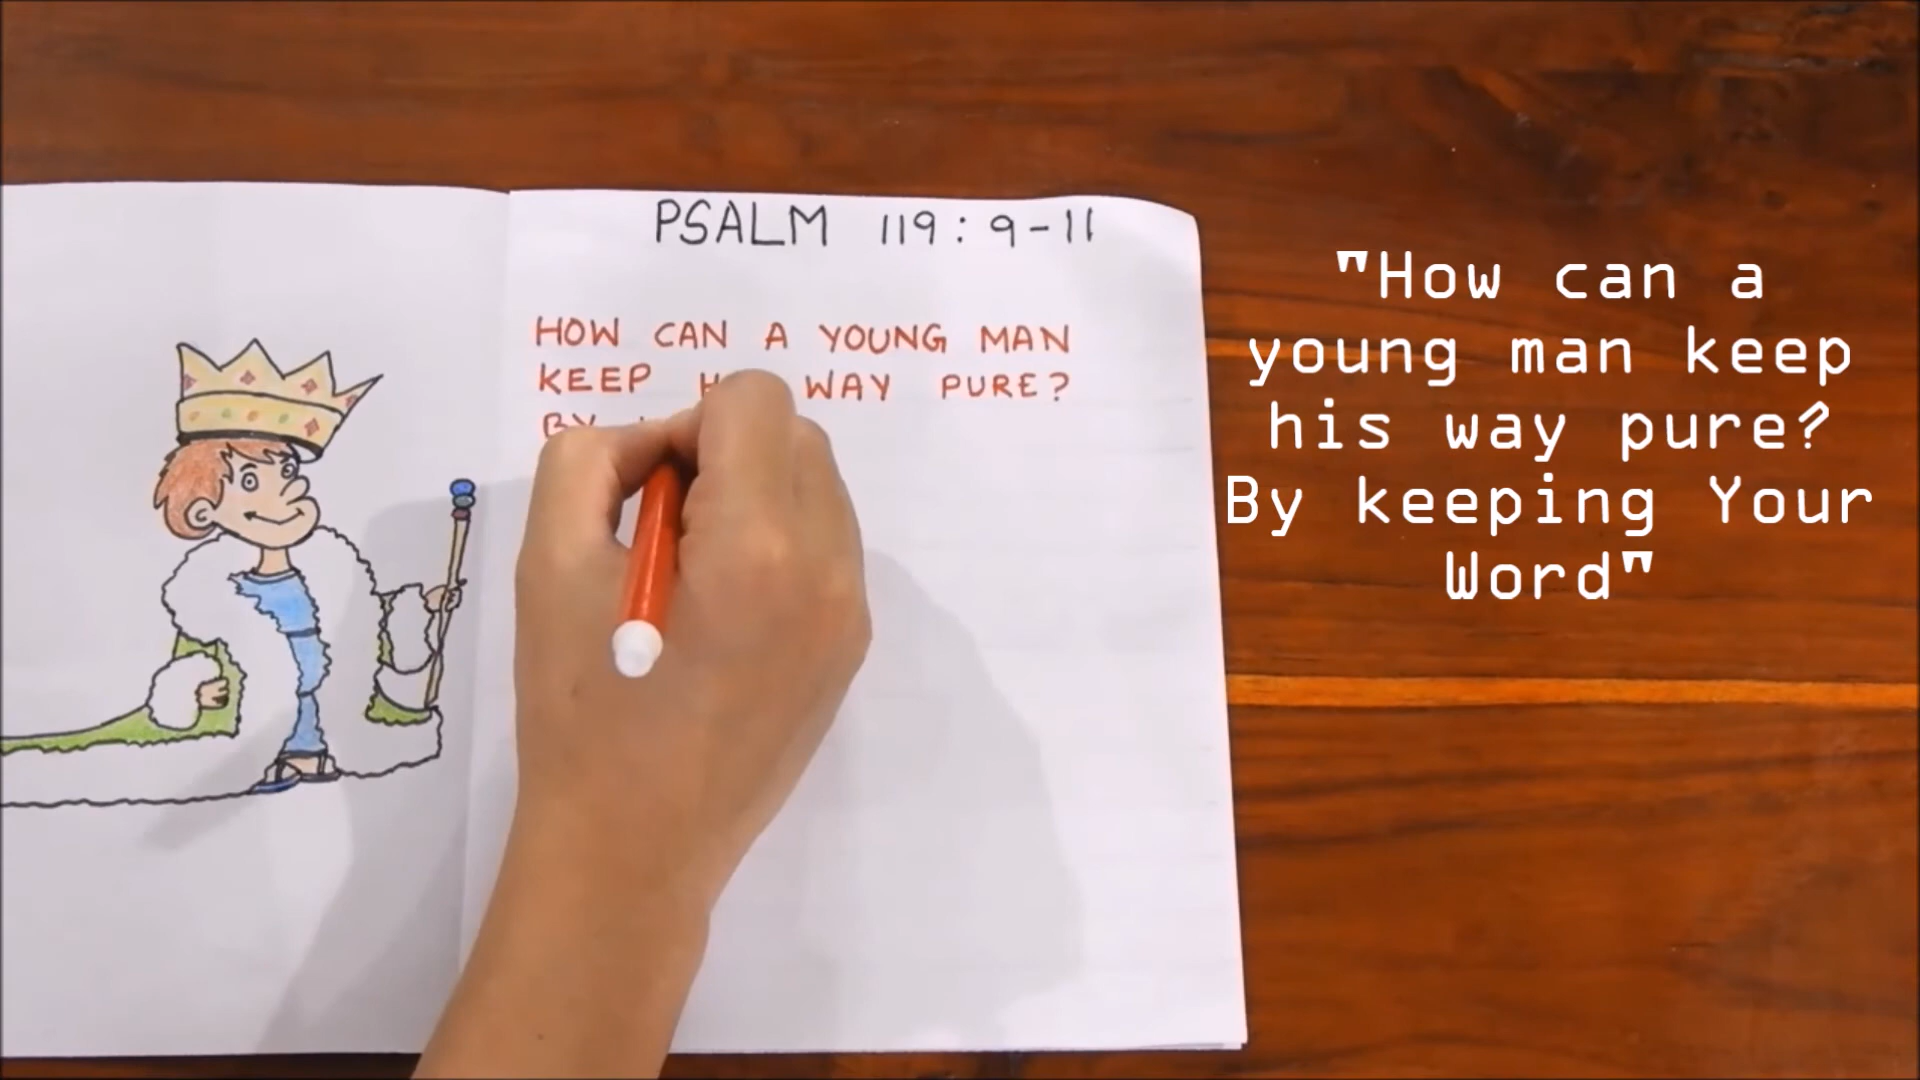 PSALM 119:9-11
HOW CAN A YOUNG MAN
KEEP WAY PURE?
BY
"How can a
young man keep
his way pure?
By keeping Your
Word"